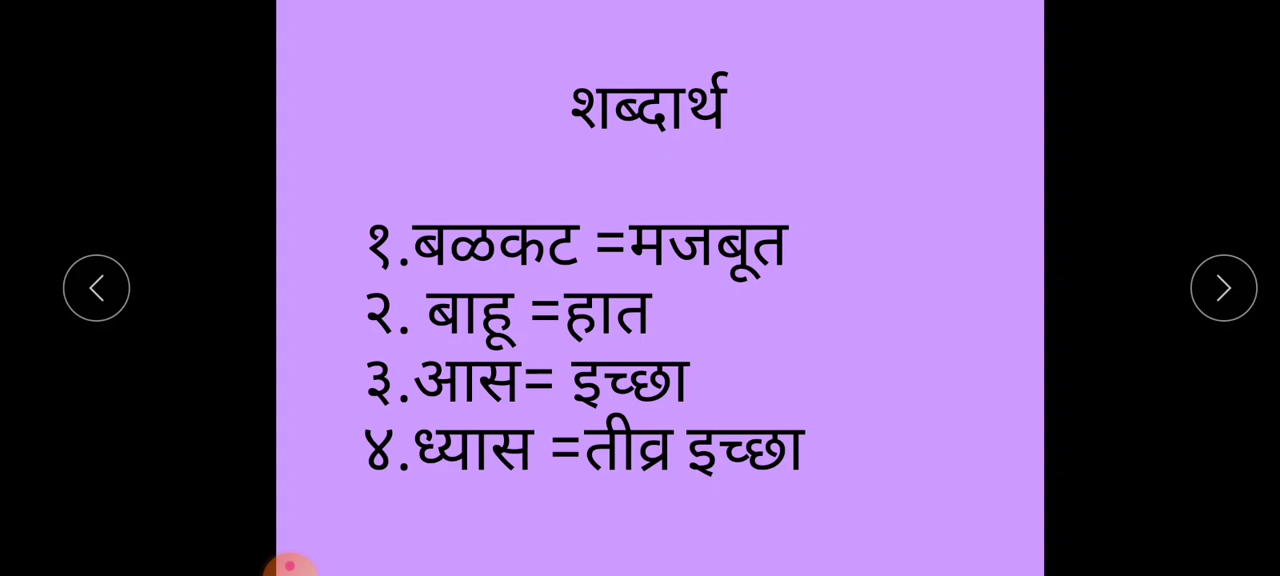 शब्दार्थ
१.बळकट =मजबूत
२. बाहू =हात
३.आस= इच्छा
४.ध्यास =तीव्र इच्छा